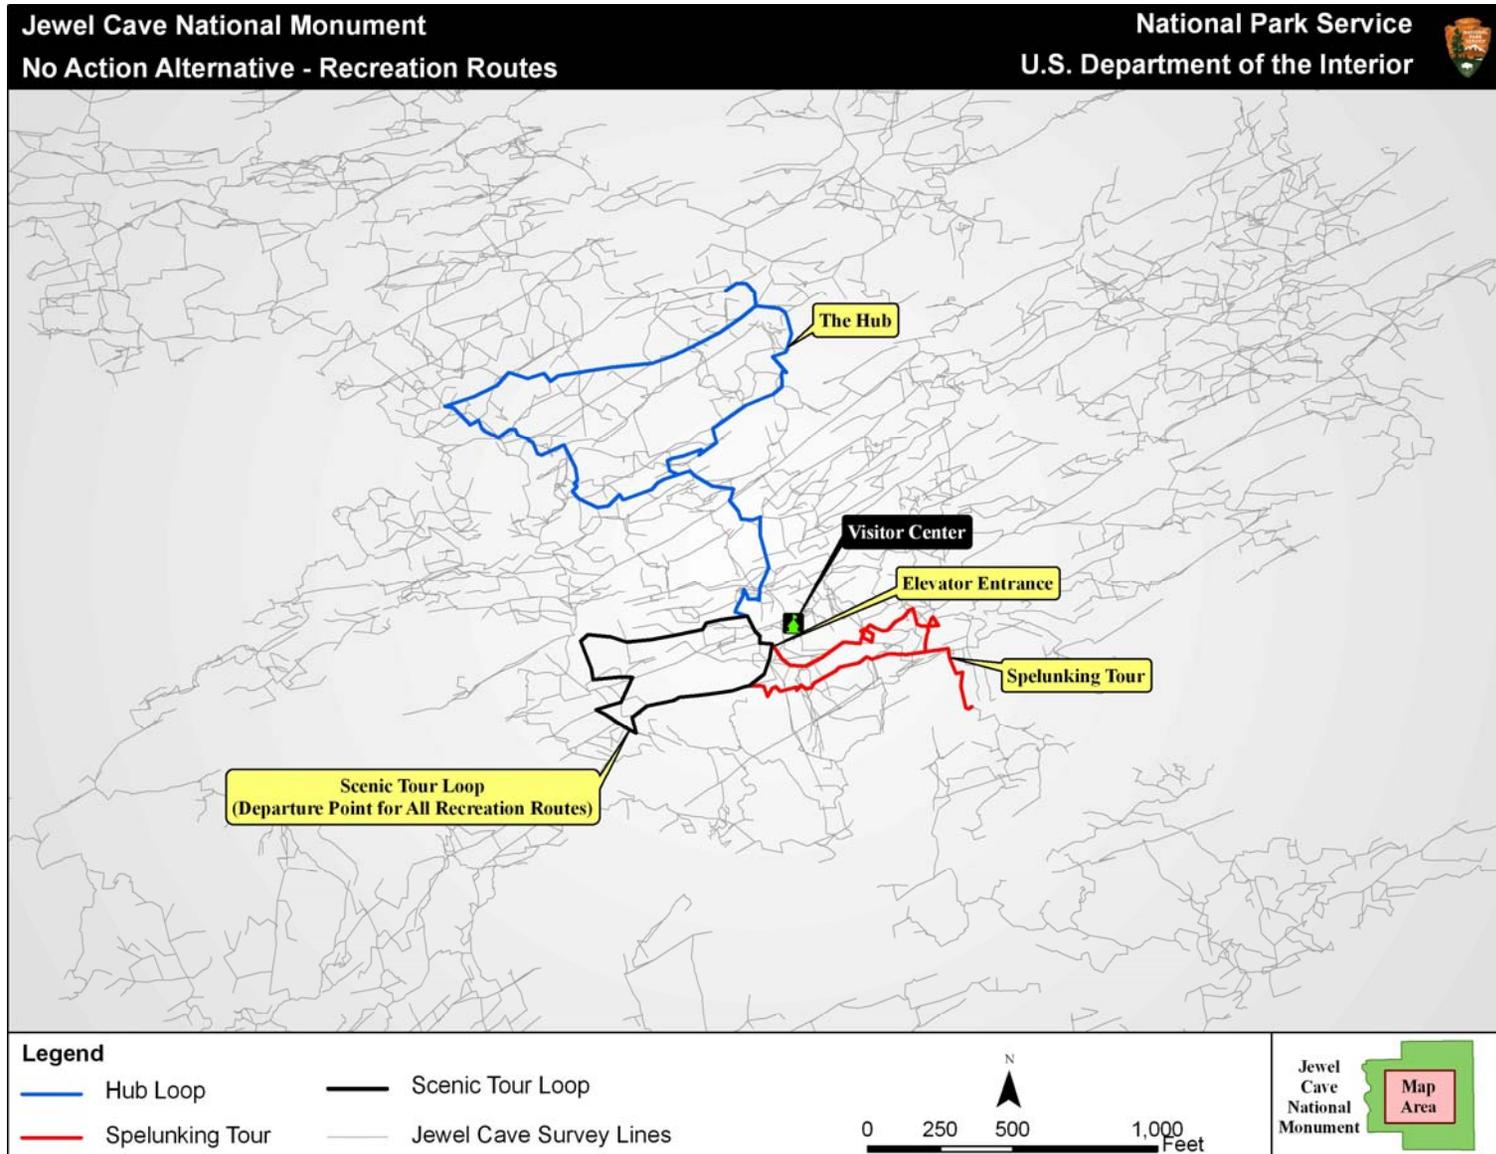 Jewel Cave National Monument
No Action Alternative - Recreation Routes
National Park Service
U.S. Department of the Interior
The Hub
Visitor Center
Elevator Entrance
Spelunking Tour
Scenic Tour Loop
(Departure Point for All Recreation Routes)
Legend
Hub Loop
Scenic Tour Loop
Spelunking Tour
Jewel Cave Survey Lines
N
0 250 500 1,000
Feet
Jewel
Cave
National
Monument
Map
Area